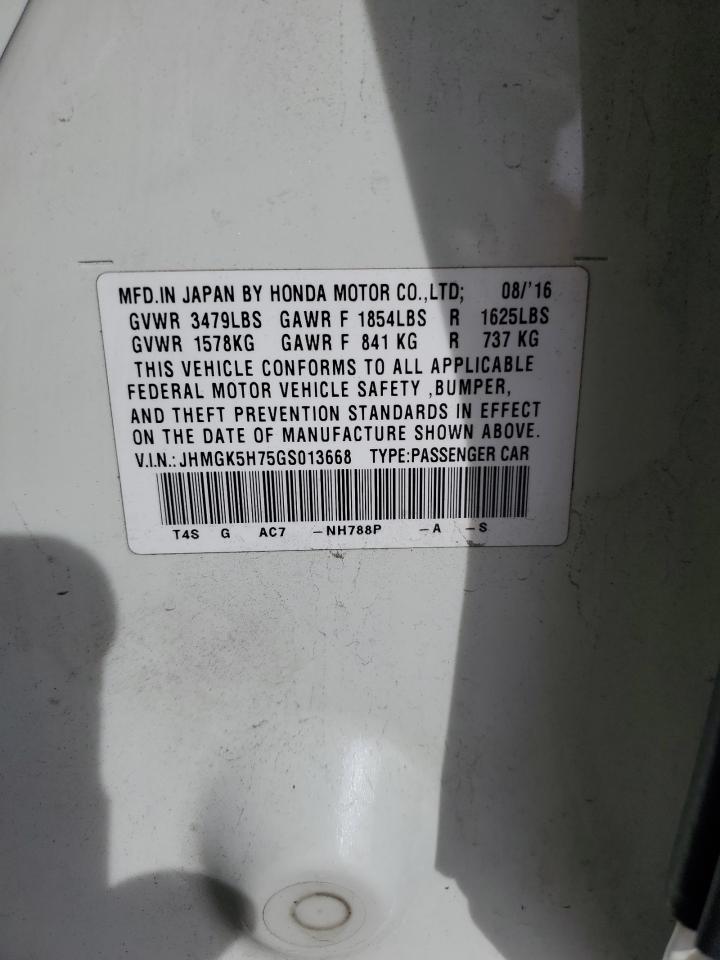 MFD.IN JAPAN BY HONDA MOTOR CO.,LTD; 08/'16
GVWR 3479LBS GAWR F 1854LBS R 1625LBS
GVWR 1578KG GAWR F 841 KG R 737 KG
THIS VEHICLE CONFORMS TO ALL APPLICABLE
FEDERAL MOTOR VEHICLE SAFETY ,BUMPER,
AND THEFT PREVENTION STANDARDS IN EFFECT
ON THE DATE OF MANUFACTURE SHOWN ABOVE.
V.I.N.: JHMGK5H75GS013668 TYPE:PASSENGER CAR
T4S G AC7 -NH788P -A -S